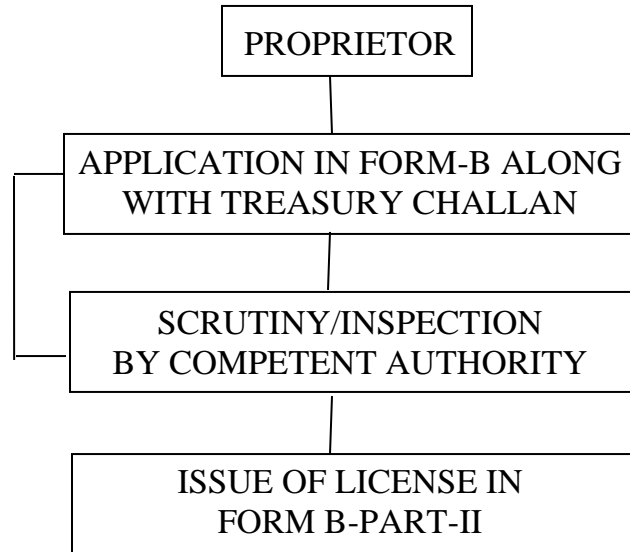 PROPRIETOR
APPLICATION IN FORM-B ALONG
WITH TREASURY CHALLAN
SCRUTINY/INSPECTION
BY COMPETENT AUTHORITY
ISSUE OF LICENSE IN
FORM B-PART-II